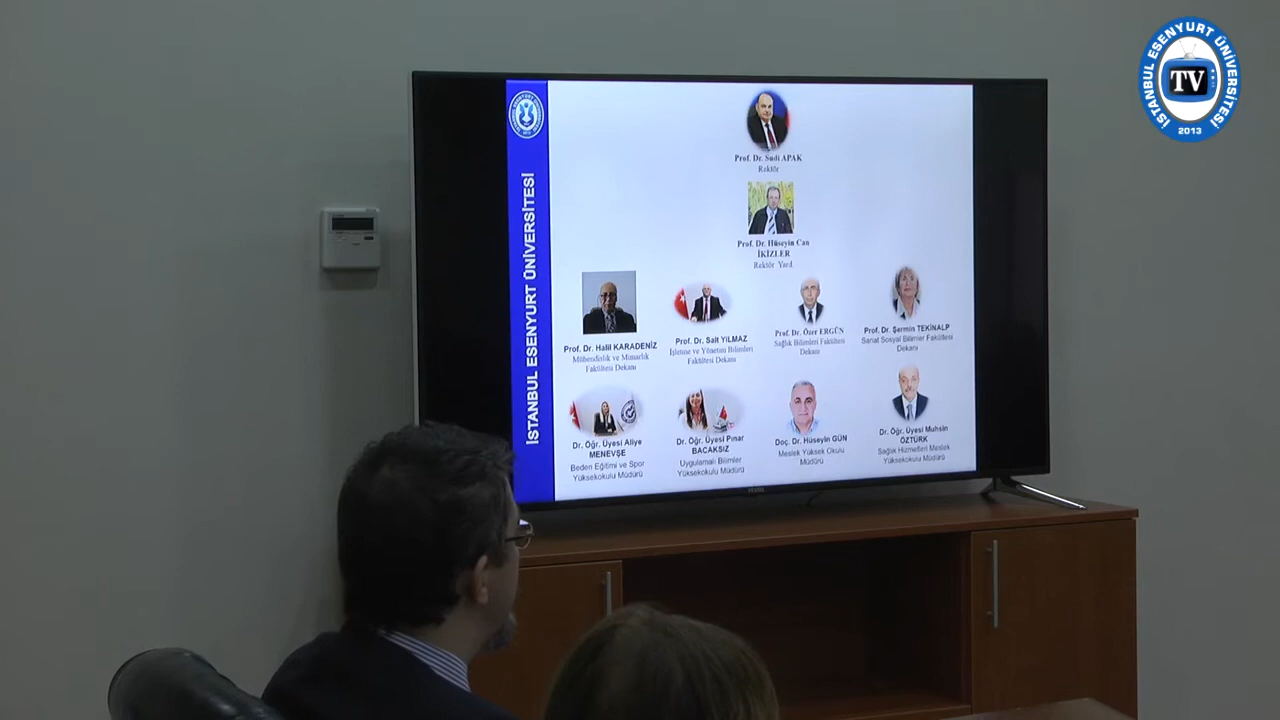 İSTANBUL ESENYURT ÜNİVERSİTESİ
TV
2013
İSTANBUL ESENYURT ÜNİVERSİTESİ
Prof. Dr. Sudi APAK
Rektör
Prof. Dr. Hüseyin Can
İKİZLER
Rektör Yard.
Prof. Dr. Halil KARADENİZ
Mühendislik ve Mimarlık
Fakültesi Dekanı
Prof. Dr. Sait YILMAZ
İşletme ve Yönetim Bilimleri
Fakültesi Dekanı
Prof. Dr. Özer ERGÜN
Sağlık Bilimleri Fakültesi
Dekanı
Prof. Dr. Şermin TEKİNALP
Sanat Sosyal Bilimler Fakültesi
Dekanı
Dr. Öğr. Üyesi Aliye
MENEVŞE
Beden Eğitimi ve Spor
Yüksekokulu Müdürü
Dr. Öğr. Üyesi Pınar
BACAKSIZ
Uygulamalı Bilimler
Yüksekokulu Müdürü
Doç. Dr. Hüseyin GÜN
Meslek Yüksek Okulu
Müdürü
Dr. Öğr. Üyesi Muhsin
ÖZTÜRK
Sağlık Hizmetleri Meslek
Yüksekokulu Müdürü